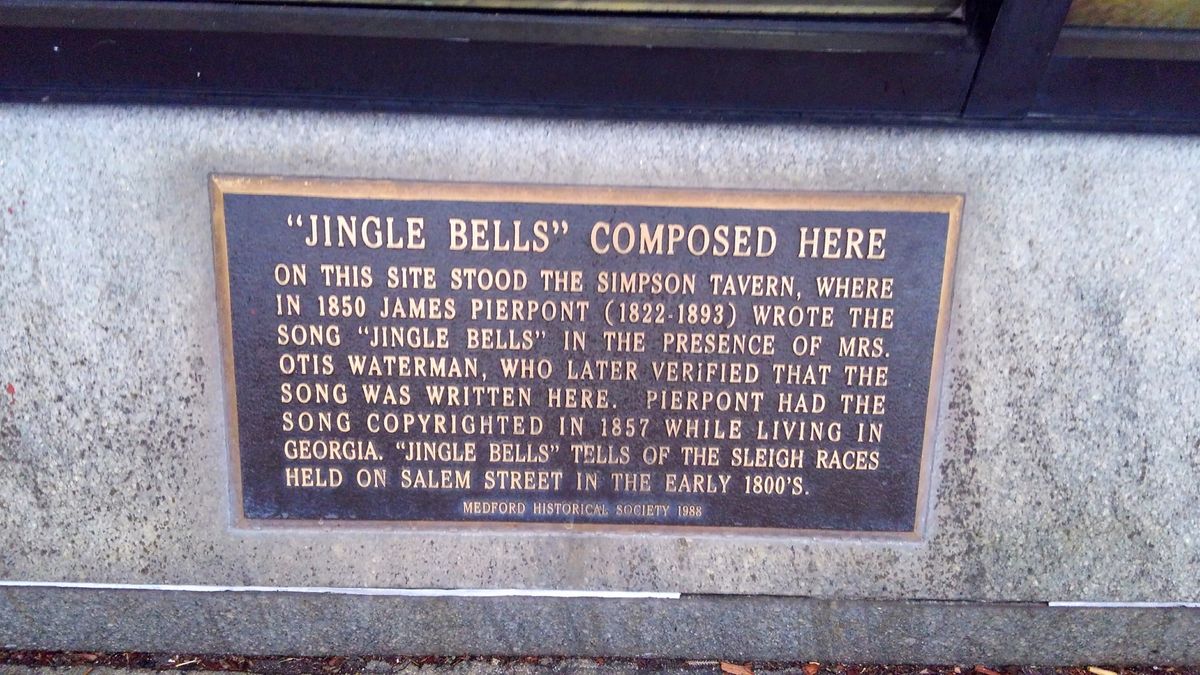 “JINGLE BELLS” COMPOSED HERE
ON THIS SITE STOOD THE SIMPSON TAVERN, WHERE
IN 1850 JAMES PIERPONT (1822-1893) WROTE THE
SONG “JINGLE BELLS” IN THE PRESENCE OF MRS.
OTIS WATERMAN, WHO LATER VERiFIED THAT THE
SONG WAS WRITTEN HERE. PIERPONT HAD THE
SONG COPYRIGHTED IN 1857 WHILE LIVING IN
GEORGIA. “JINGLE BELLS” TELLS OF THE SLEIGH RACES
HELD ON SALEM STREET IN THE EARLY 1800'S.
MEDFORD HISTORICAL SOCIETY 1988